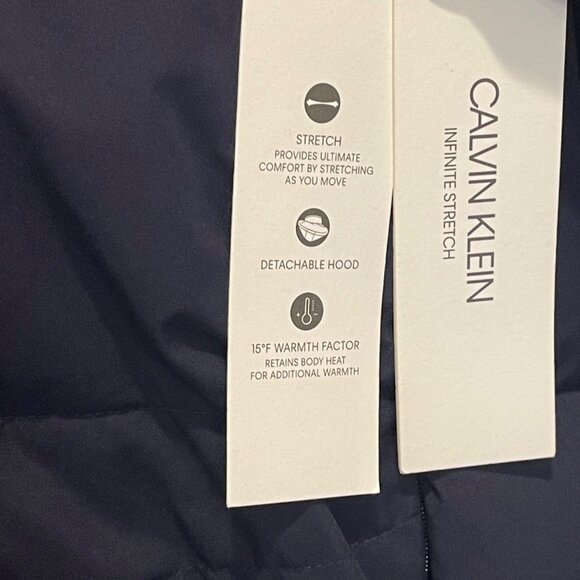 STRETCH
PROVIDES ULTIMATE
COMFORT BY STRETCHING
AS YOU MOVE
DETACHABLE HOOD
15°F WARMTH FACTOR
RETAINS BODY HEAT
FOR ADDITIONAL WARMTH
CALVIN KLEIN
INFINITE STRETCH